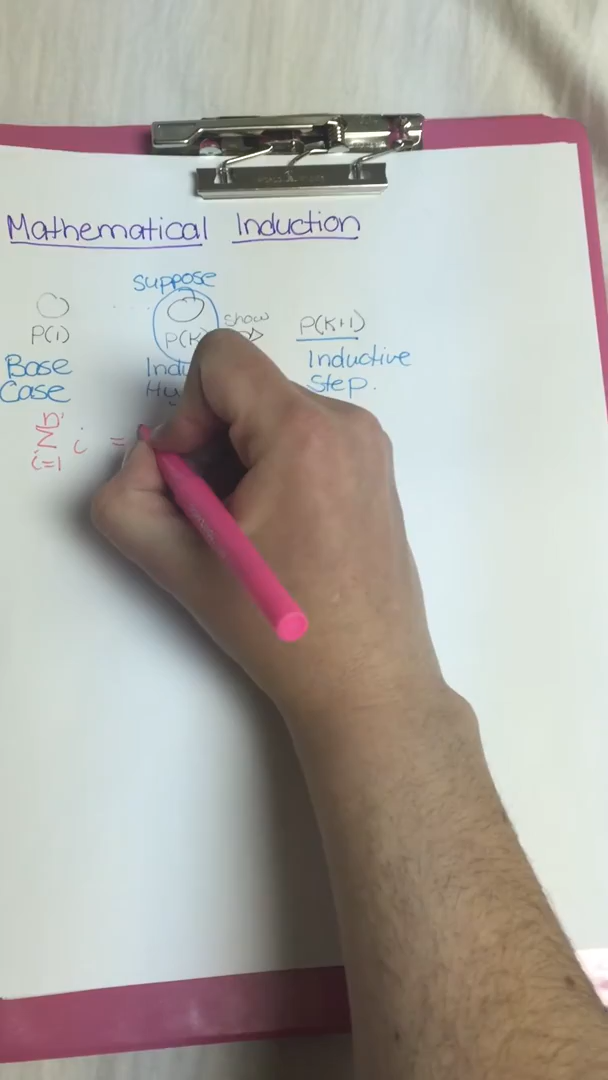 Mathematical Induction
suppose
show
P(1) P(K P(K+1)
Base Inductive
Case Step.
n
Σ i =
i=1